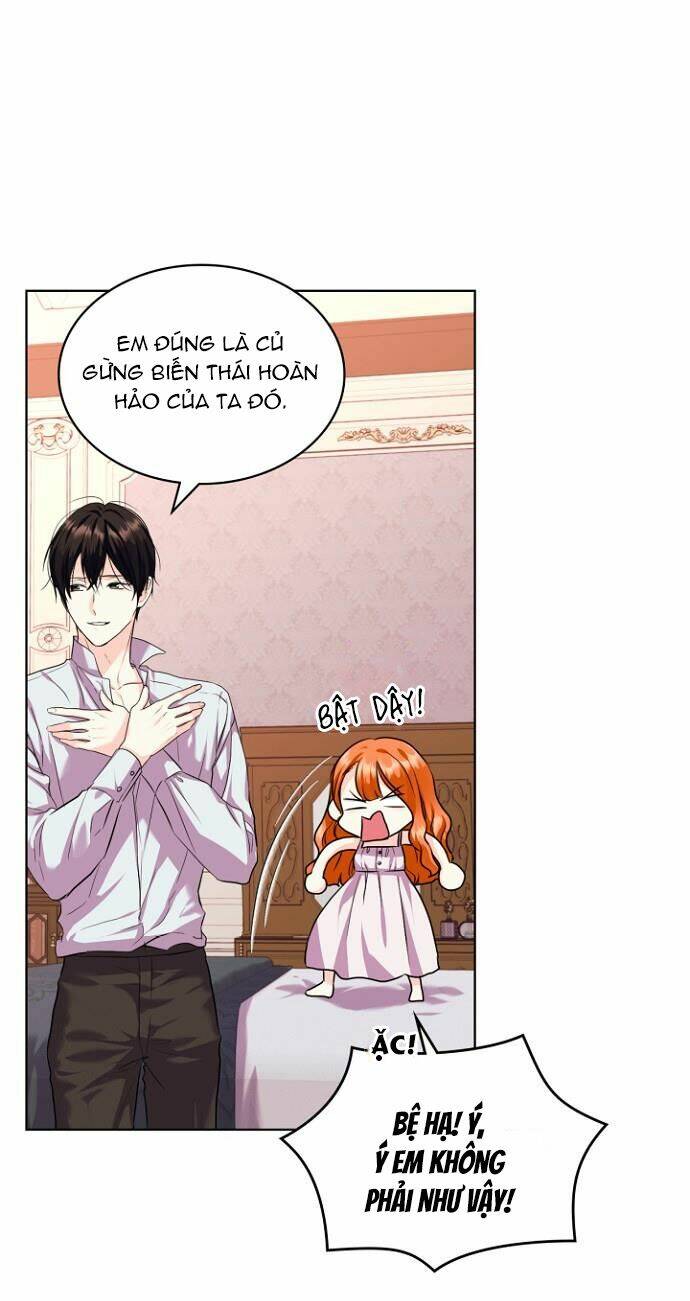 EM ĐÚNG LÀ CỦ
GỪNG BIẾN THÁI HOÀN
HẢO CỦA TA ĐÓ.
BẬT DẬY!
ẶC!
BỆ HẠ! Ý,
Ý EM KHÔNG
PHẢI NHƯ VẬY!